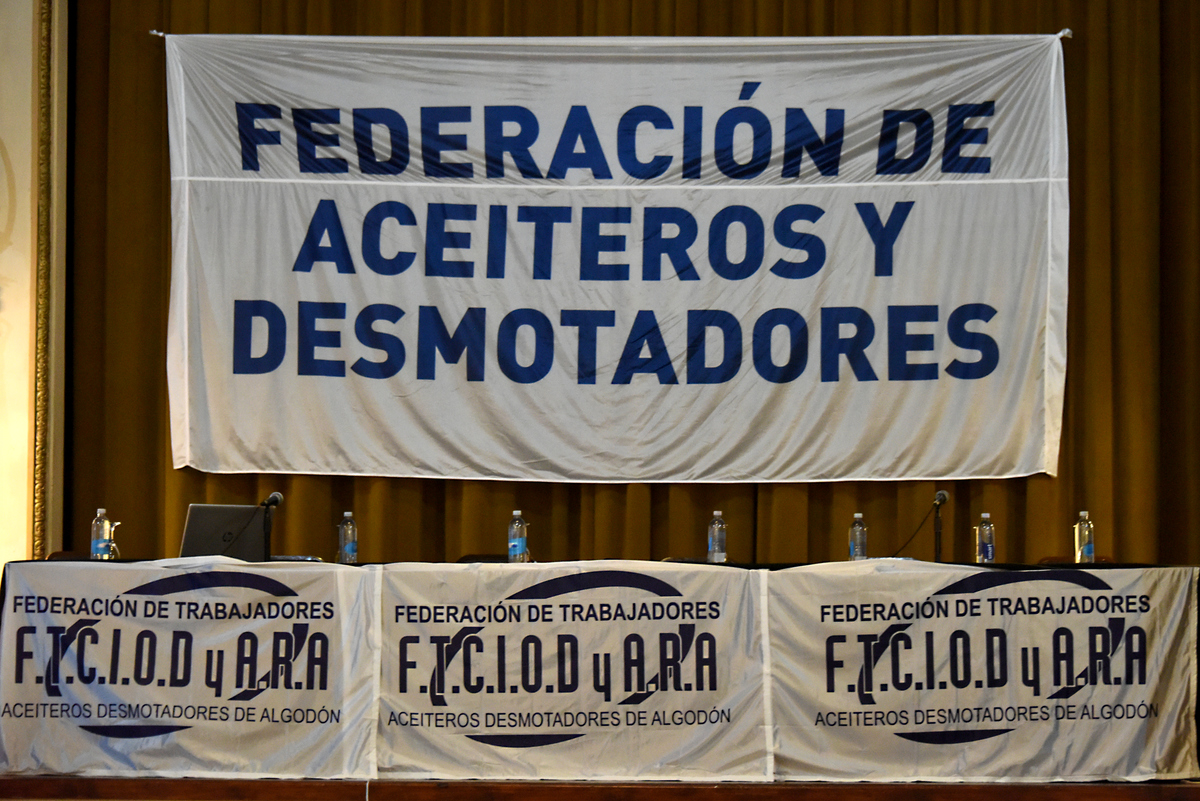 FEDERACIÓN DE
ACEITEROS Y
DESMOTADORES
FEDERACIÓN DE TRABAJADORES
F.T.C.I.O.D y A.R.A
ACEITEROS DESMOTADORES DE ALGODÓN
FEDERACIÓN DE TRABAJADORES
F.T.C.I.O.D y A.R.A
ACEITEROS DESMOTADORES DE ALGODÓN
FEDERACIÓN DE TRABAJADORES
F.T.C.I.O.D y A.R.A
ACEITEROS DESMOTADORES DE ALGODÓN